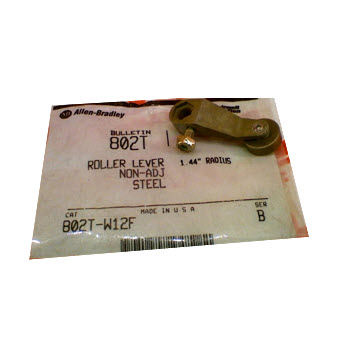 Allen-Bradley
BULLETIN
802T
ROLLER LEVER 1.44" RADIUS
NON-ADJ
STEEL
CAT MADE IN U.S.A SER
802T-W12F B